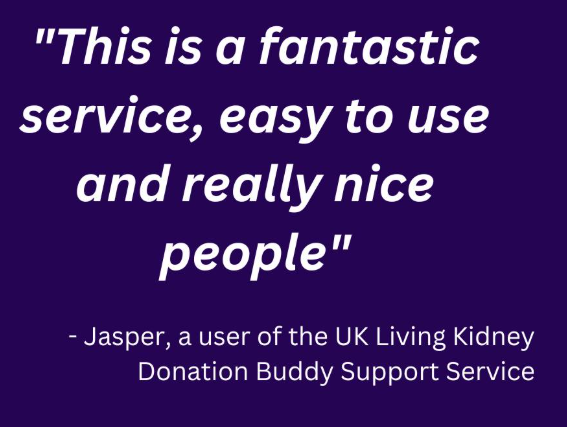 "This is a fantastic
service, easy to use
and really nice
people"
- Jasper, a user of the UK Living Kidney
Donation Buddy Support Service